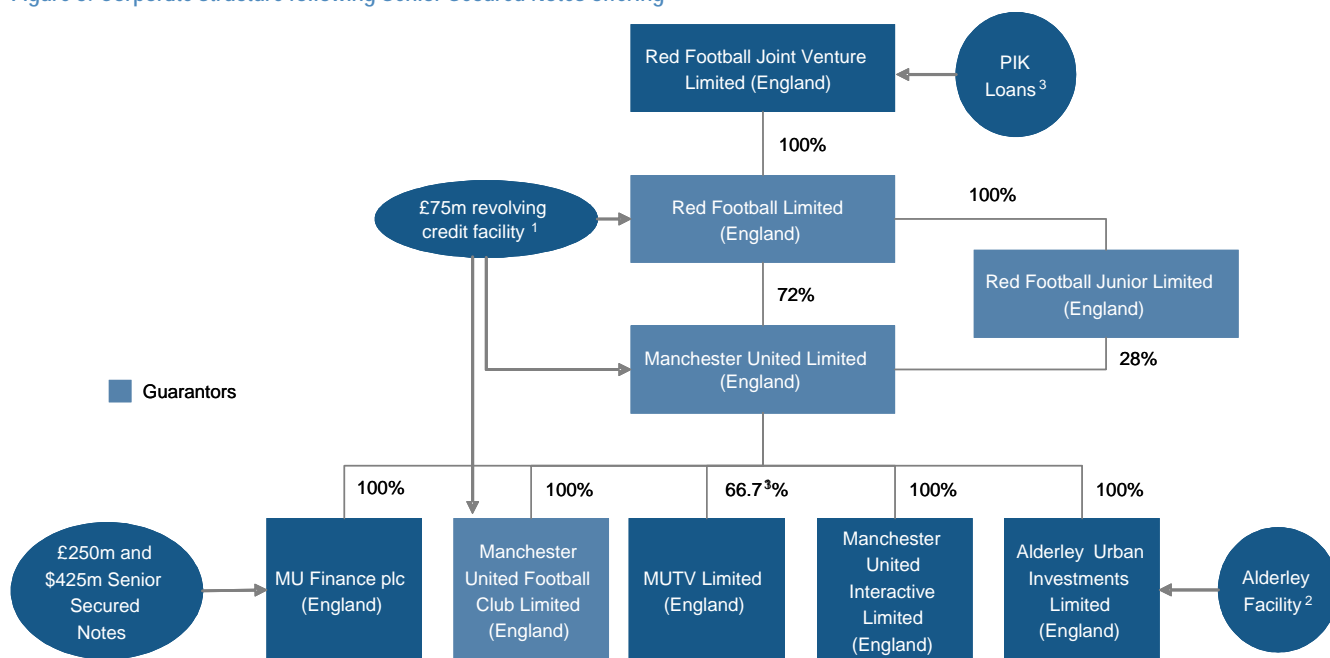 Red Football Joint Venture
Limited (England)
PIK
Loans 3
100%
£75m revolving
credit facility 1
Red Football Limited
(England)
100%
Red Football Junior Limited
(England)
72%
Manchester United Limited
(England)
28%
Guarantors
100%
100%
66.7³%
100%
100%
£250m and
$425m Senior
Secured
Notes
MU Finance plc
(England)
Manchester
United Football
Club Limited
(England)
MUTV Limited
(England)
Manchester
United
Interactive
Limited
(England)
Alderley Urban
Investments
Limited
(England)
Alderley
Facility 2